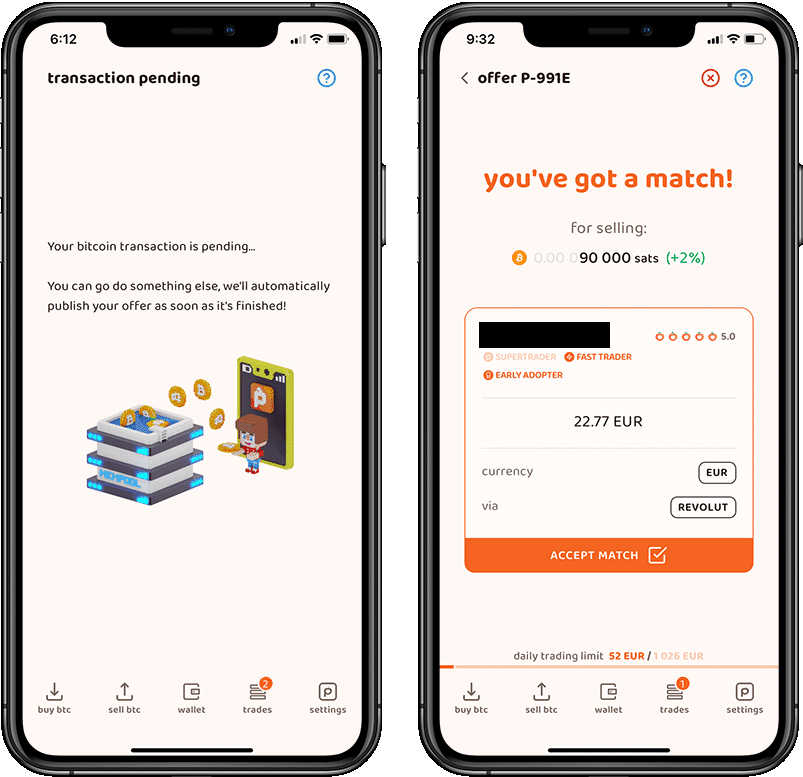 6:12
transaction pending
?
Your bitcoin transaction is pending...
You can go do something else, we'll automatically
publish your offer as soon as it's finished!
MEMPOOL
buy btc
sell btc
wallet
2
trades
settings
9:32
offer P-991E
?
you've got a match!
for selling:
0.00 090 000 sats (+2%)
5.0
SUPERTRADER FAST TRADER
EARLY ADOPTER
22.77 EUR
currency EUR
via REVOLUT
ACCEPT MATCH
daily trading limit 52 EUR / 1 026 EUR
buy btc
sell btc
wallet
1
trades
settings